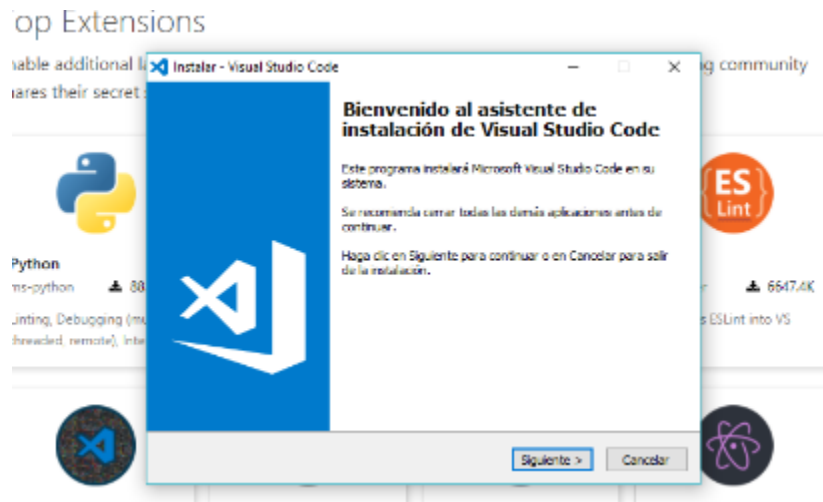 op Extensions
nable additional l
g community
ares their secret
Instalar - Visual Studio Code
Bienvenido al asistente de
instalación de Visual Studio Code
Este programa instalará Microsoft Visual Studio Code en su
sistema.
Se recomienda cerrar todas las demás aplicaciones antes de
continuar.
Haga clic en Siguiente para continuar o en Cancelar para salir
de la instalación.
Siguiente >
Cancelar
ES
Lint
Python
ms-python
88
r
6647.4K
Linting, Debugging (mu
threaded, remote), Inte
s ESLint into VS